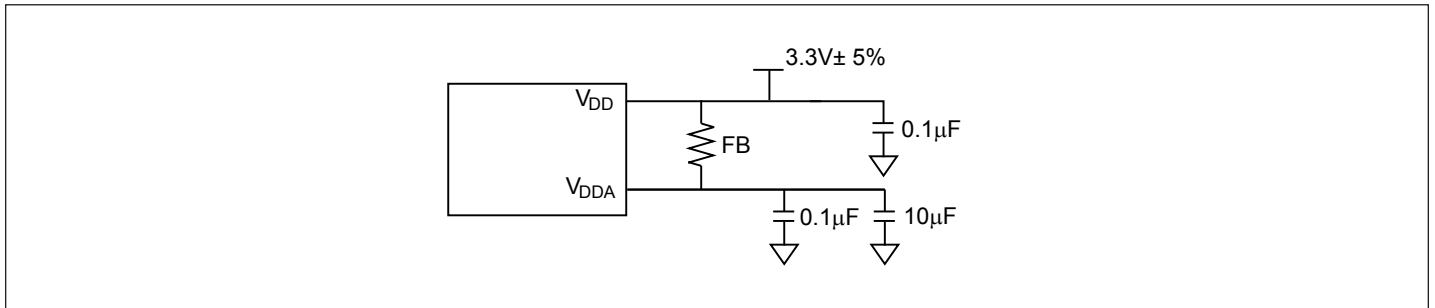 3.3V± 5%
VDD
0.1μF
FB
VDDA
0.1μF
10μF